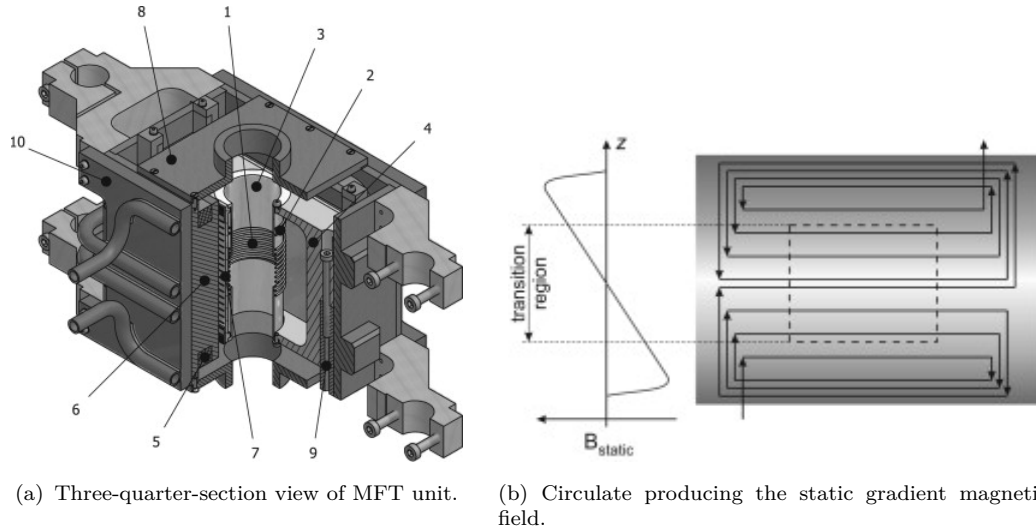 8
1
3
2
4
10
6
5
7
9
z
transition
region
B_static
(a) Three-quarter-section view of MFT unit.
(b) Circulate producing the static gradient magneti
field.